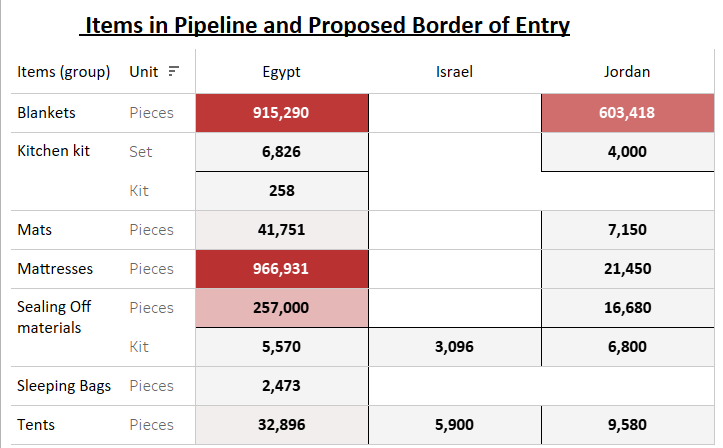 Items in Pipeline and Proposed Border of Entry
Items (group) Unit Egypt Israel Jordan
Blankets Pieces 915,290 603,418
Kitchen kit Set 6,826 4,000
Kit 258
Mats Pieces 41,751 7,150
Mattresses Pieces 966,931 21,450
Sealing Off Pieces 257,000 16,680
materials
Kit 5,570 3,096 6,800
Sleeping Bags Pieces 2,473
Tents Pieces 32,896 5,900 9,580